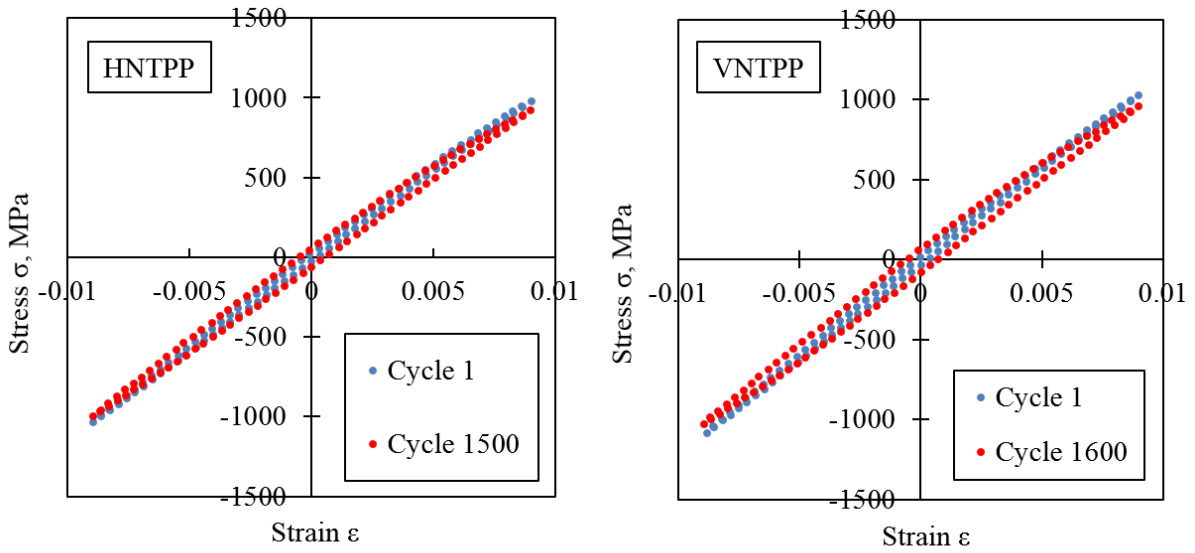 1500
HNTPP
1000
500
0
-0.01
-0.005
0
0.005
0.01
-500
-1000
-1500
Stress σ, MPa
Strain ε
Cycle 1
Cycle 1500
1500
VNTPP
1000
500
0
-0.01
-0.005
0
0.005
0.01
-500
-1000
-1500
Stress σ, MPa
Strain ε
Cycle 1
Cycle 1600